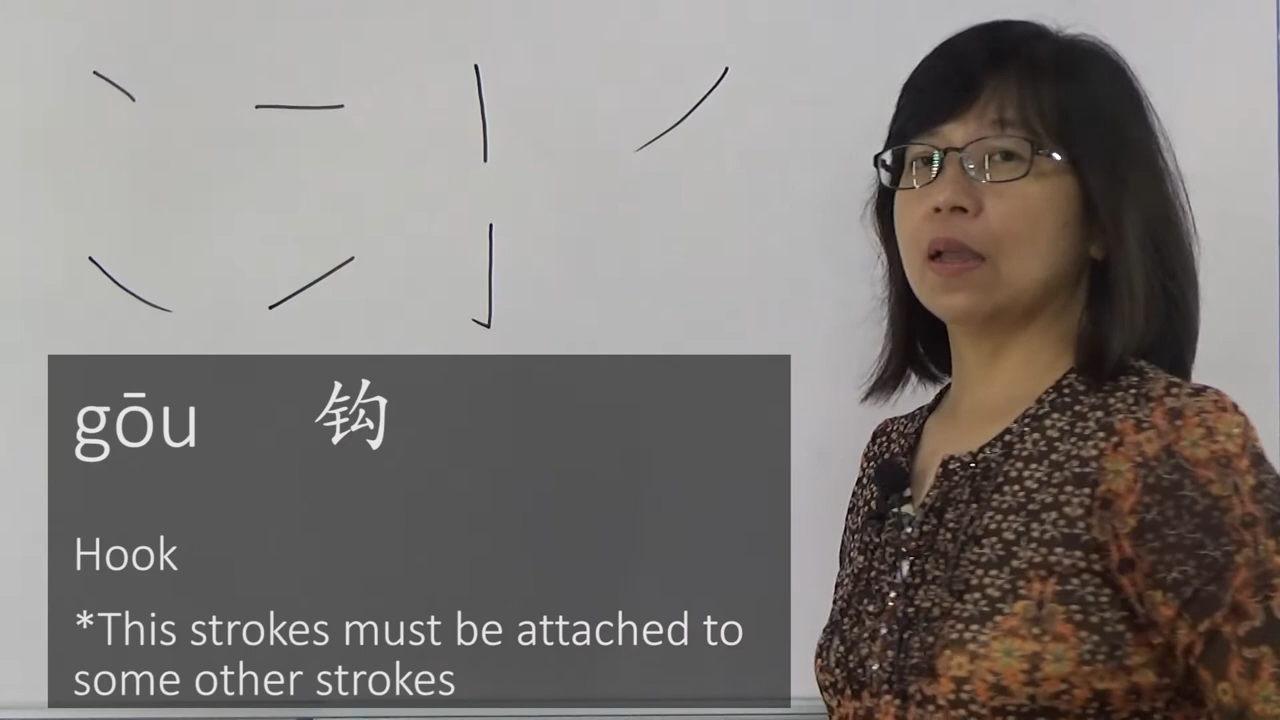 gōu 钩
Hook
*This strokes must be attached to
some other strokes